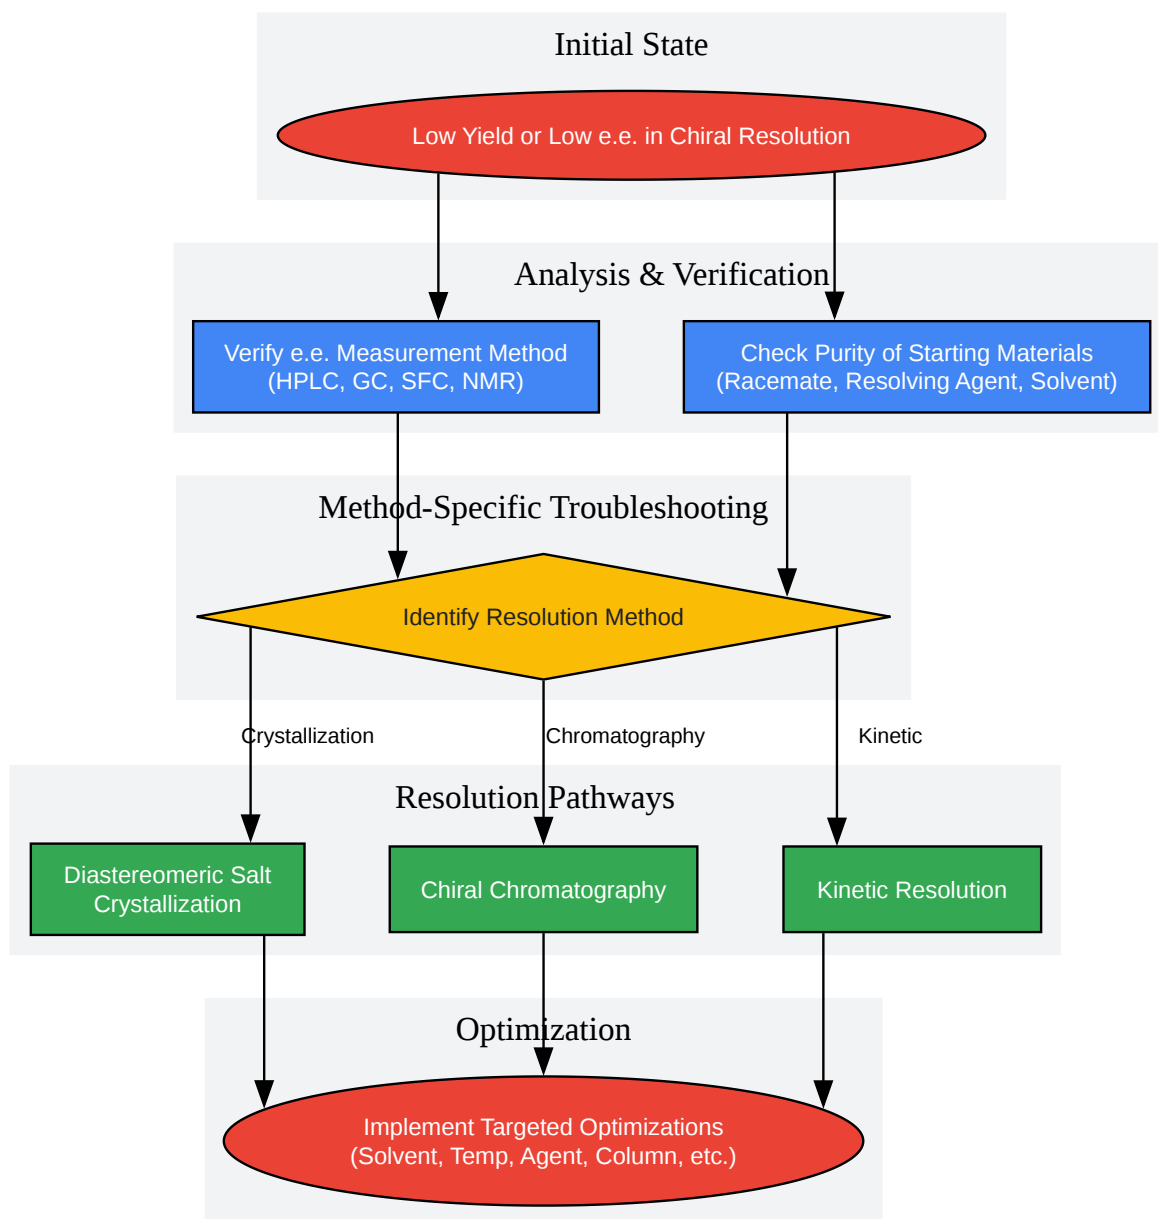 Initial State
Low Yield or Low e.e. in Chiral Resolution
Analysis & Verification
Verify e.e. Measurement Method
(HPLC, GC, SFC, NMR)
Check Purity of Starting Materials
(Racemate, Resolving Agent, Solvent)
Method-Specific Troubleshooting
Identify Resolution Method
Crystallization
Chromatography
Kinetic
Resolution Pathways
Diastereomeric Salt
Crystallization
Chiral Chromatography
Kinetic Resolution
Optimization
Implement Targeted Optimizations
(Solvent, Temp, Agent, Column, etc.)